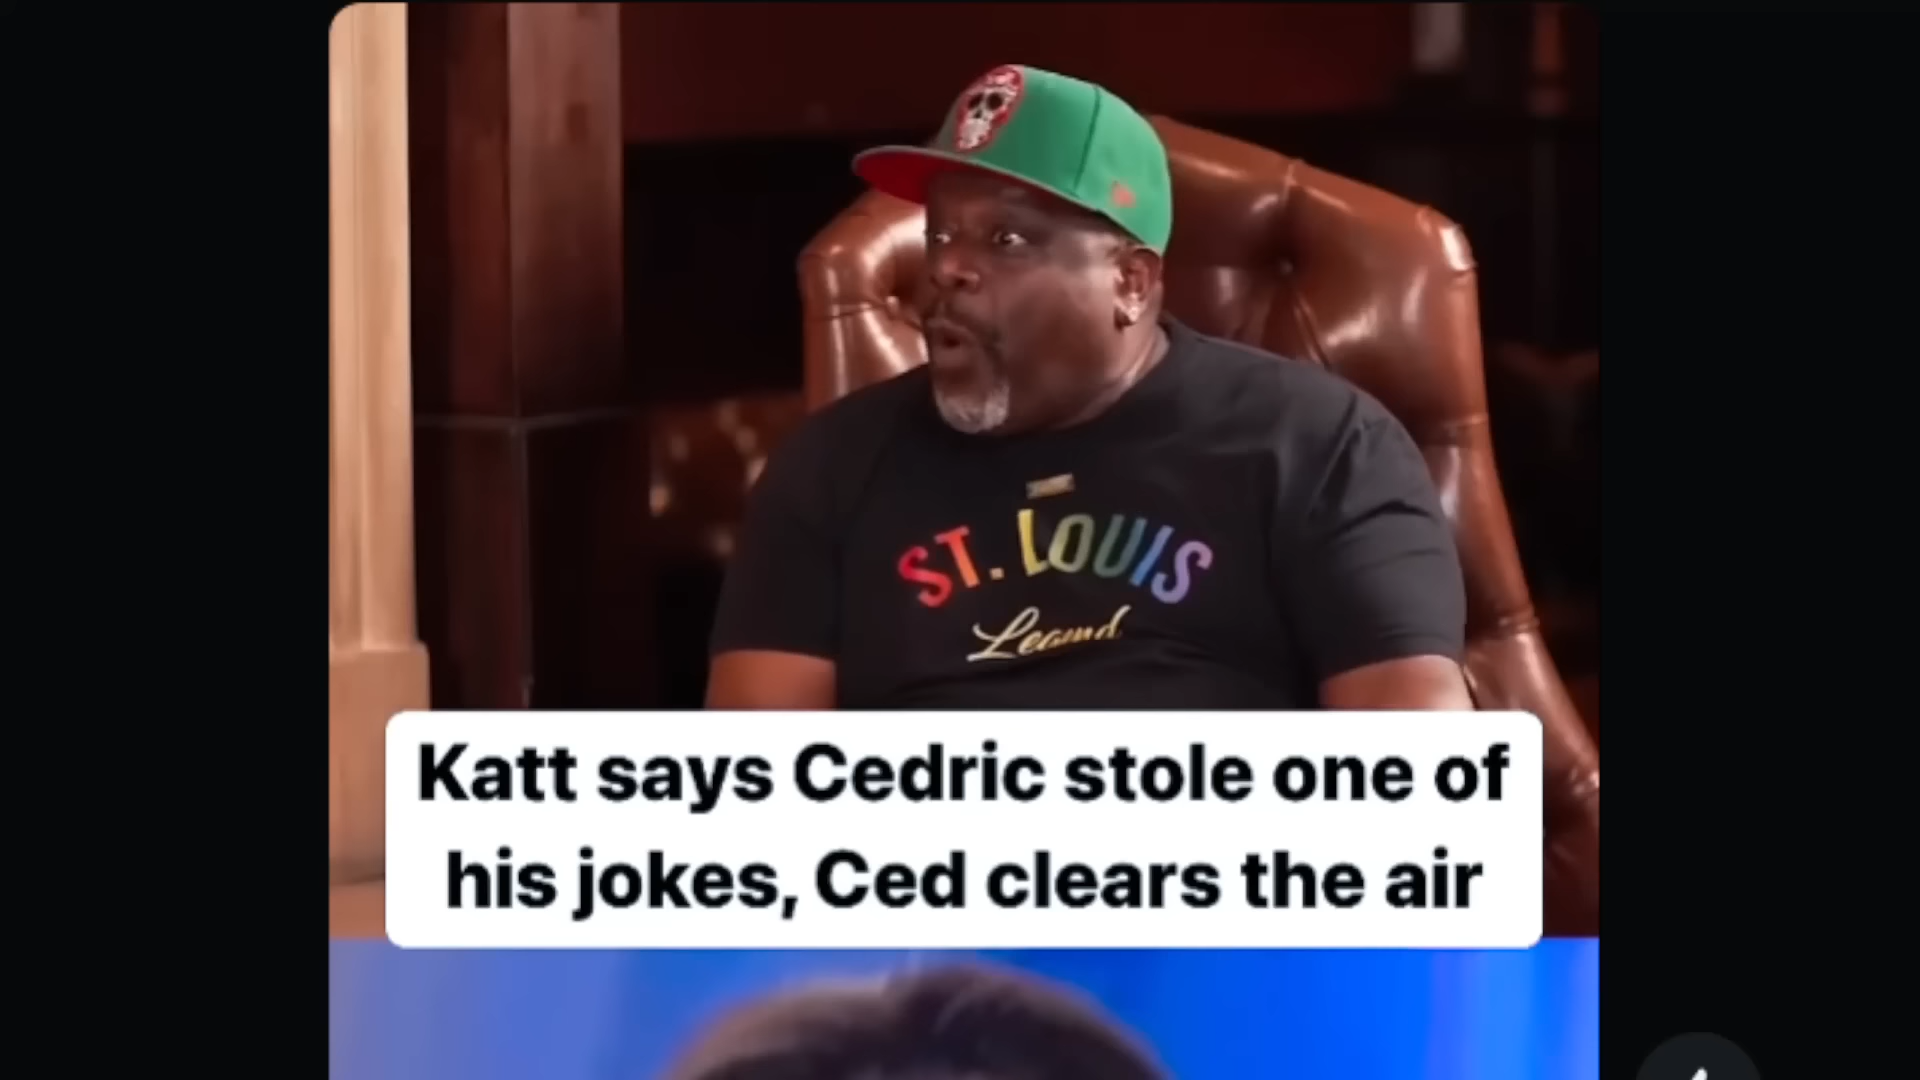 ST. LOUIS
Legend
Katt says Cedric stole one of
his jokes, Ced clears the air